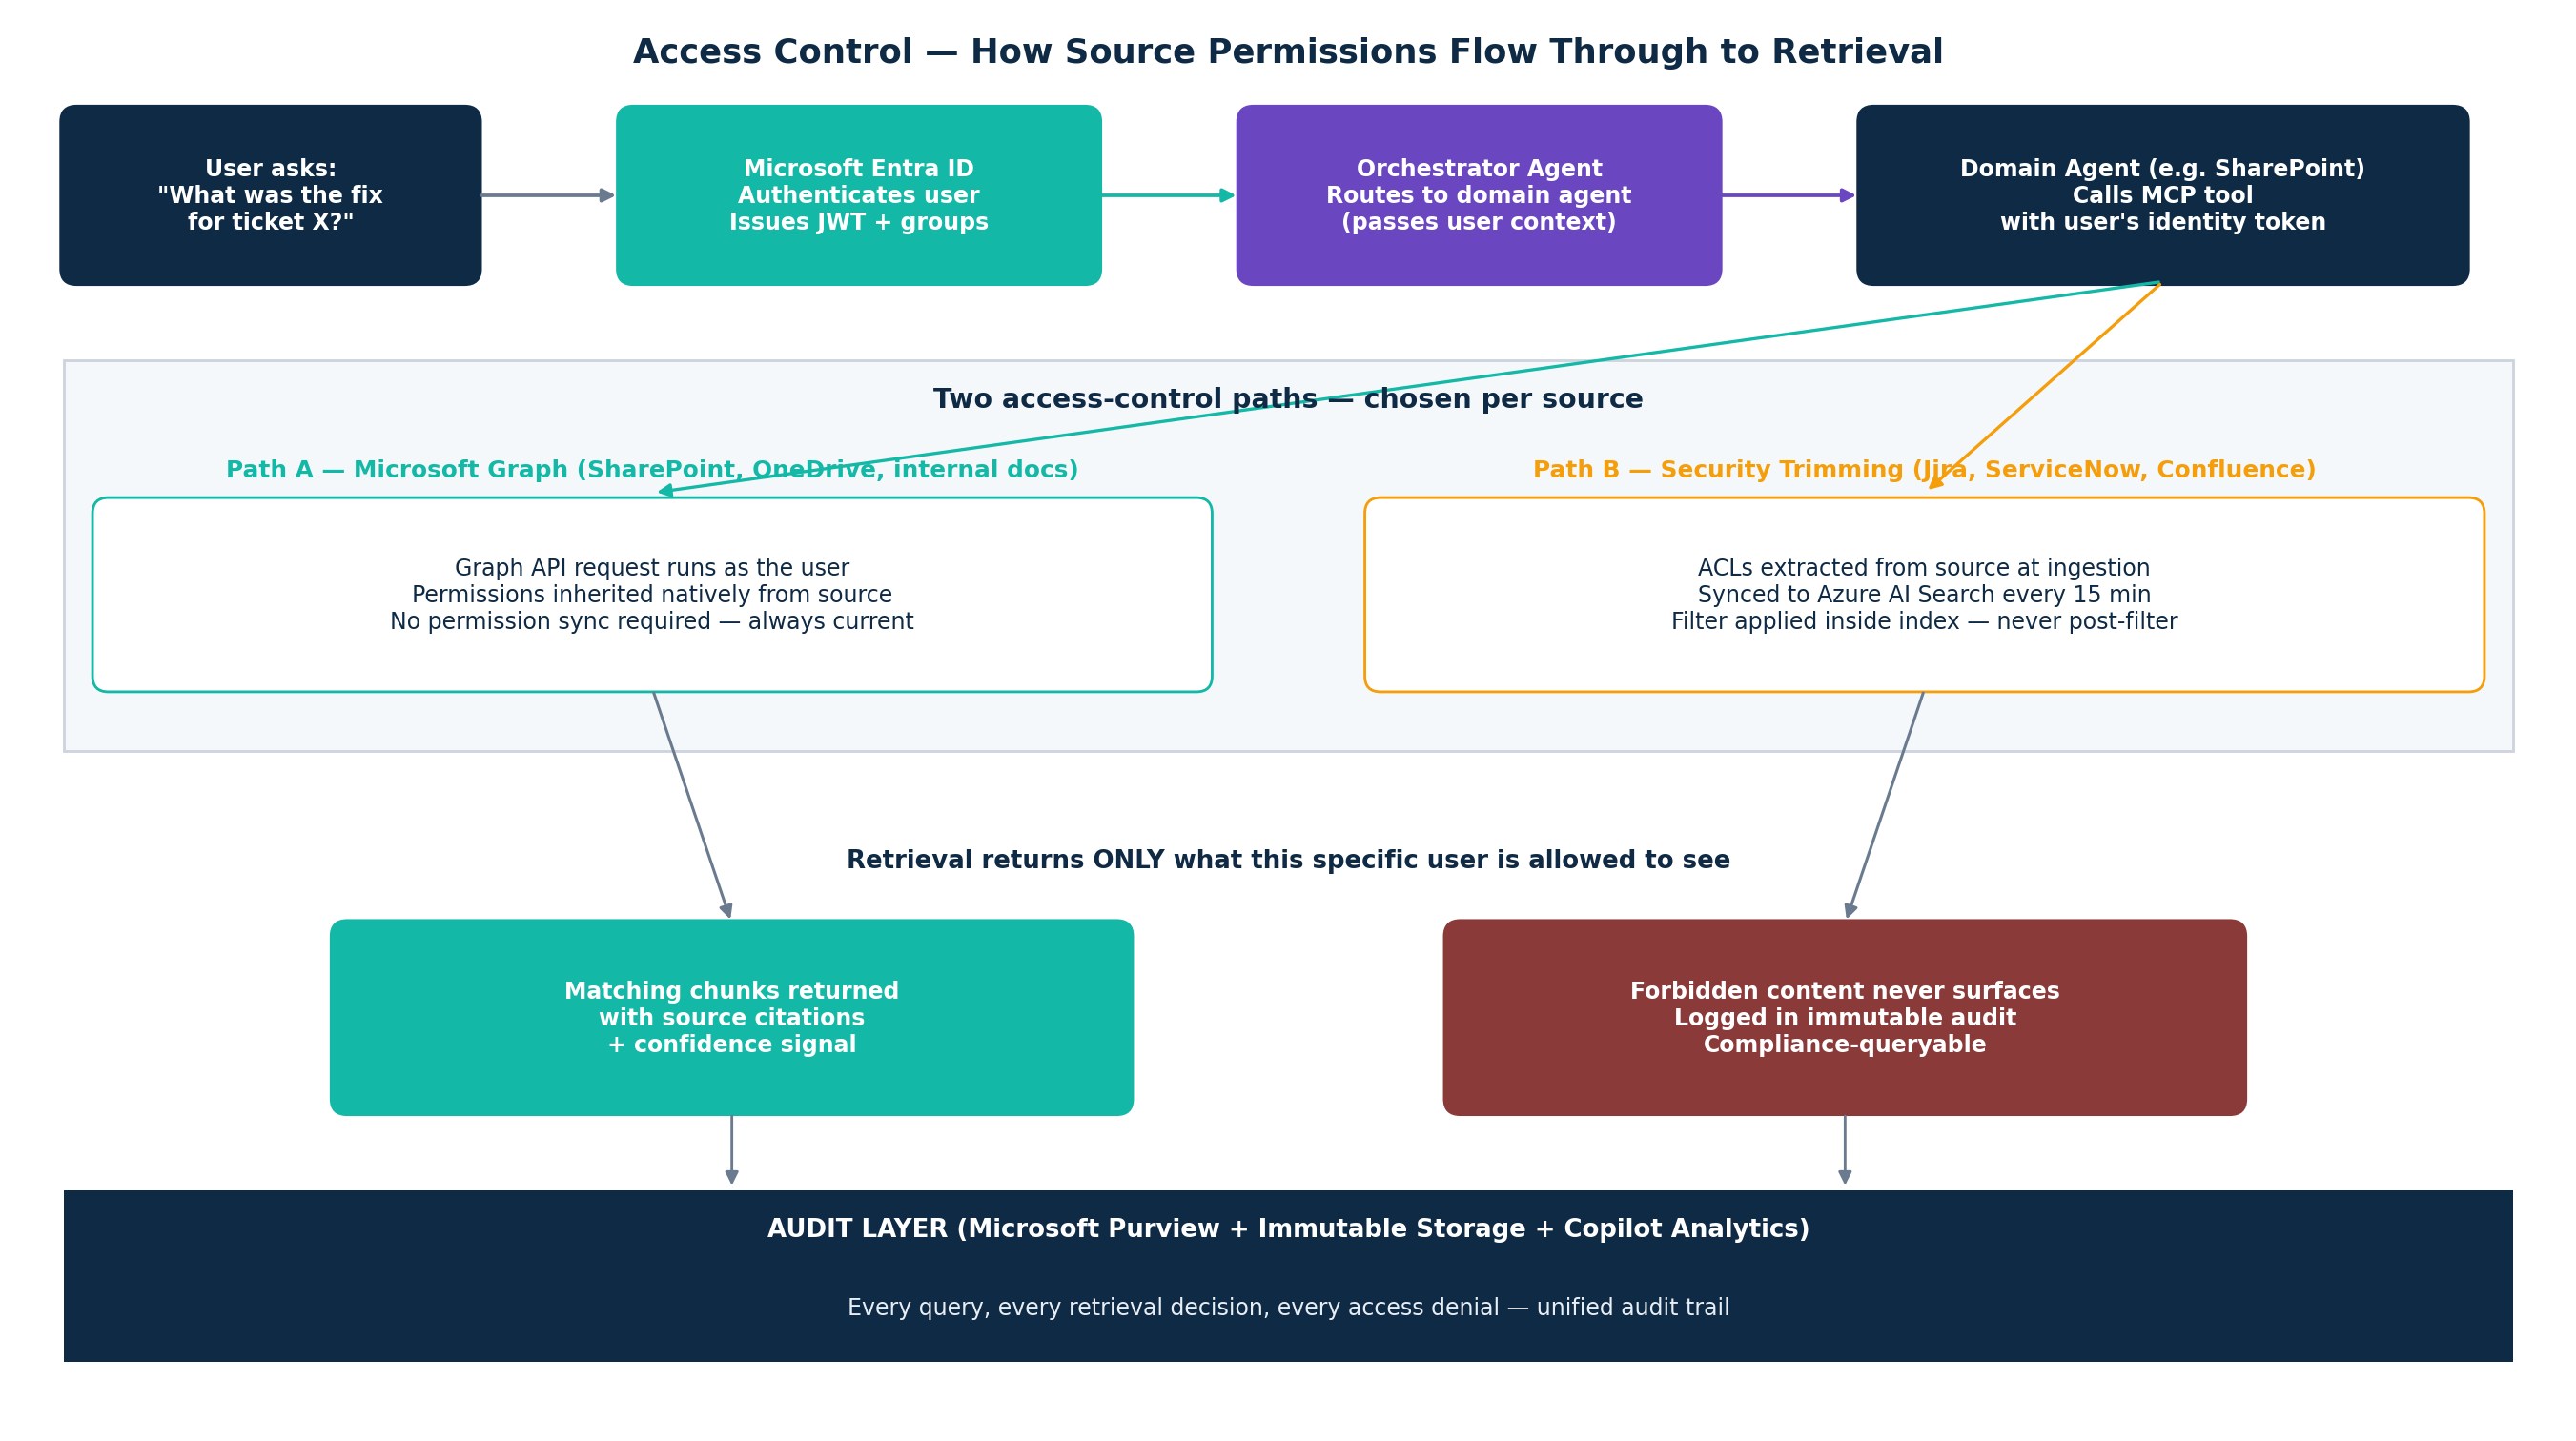 Access Control — How Source Permissions Flow Through to Retrieval
User asks:
"What was the fix
for ticket X?"
Microsoft Entra ID
Authenticates user
Issues JWT + groups
Orchestrator Agent
Routes to domain agent
(passes user context)
Domain Agent (e.g. SharePoint)
Calls MCP tool
with user's identity token
Two access-control paths — chosen per source
Path A — Microsoft Graph (SharePoint, OneDrive, internal docs)
Graph API request runs as the user
Permissions inherited natively from source
No permission sync required — always current
Path B — Security Trimming (Jira, ServiceNow, Confluence)
ACLs extracted from source at ingestion
Synced to Azure AI Search every 15 min
Filter applied inside index — never post-filter
Retrieval returns ONLY what this specific user is allowed to see
Matching chunks returned
with source citations
+ confidence signal
Forbidden content never surfaces
Logged in immutable audit
Compliance-queryable
AUDIT LAYER (Microsoft Purview + Immutable Storage + Copilot Analytics)
Every query, every retrieval decision, every access denial — unified audit trail